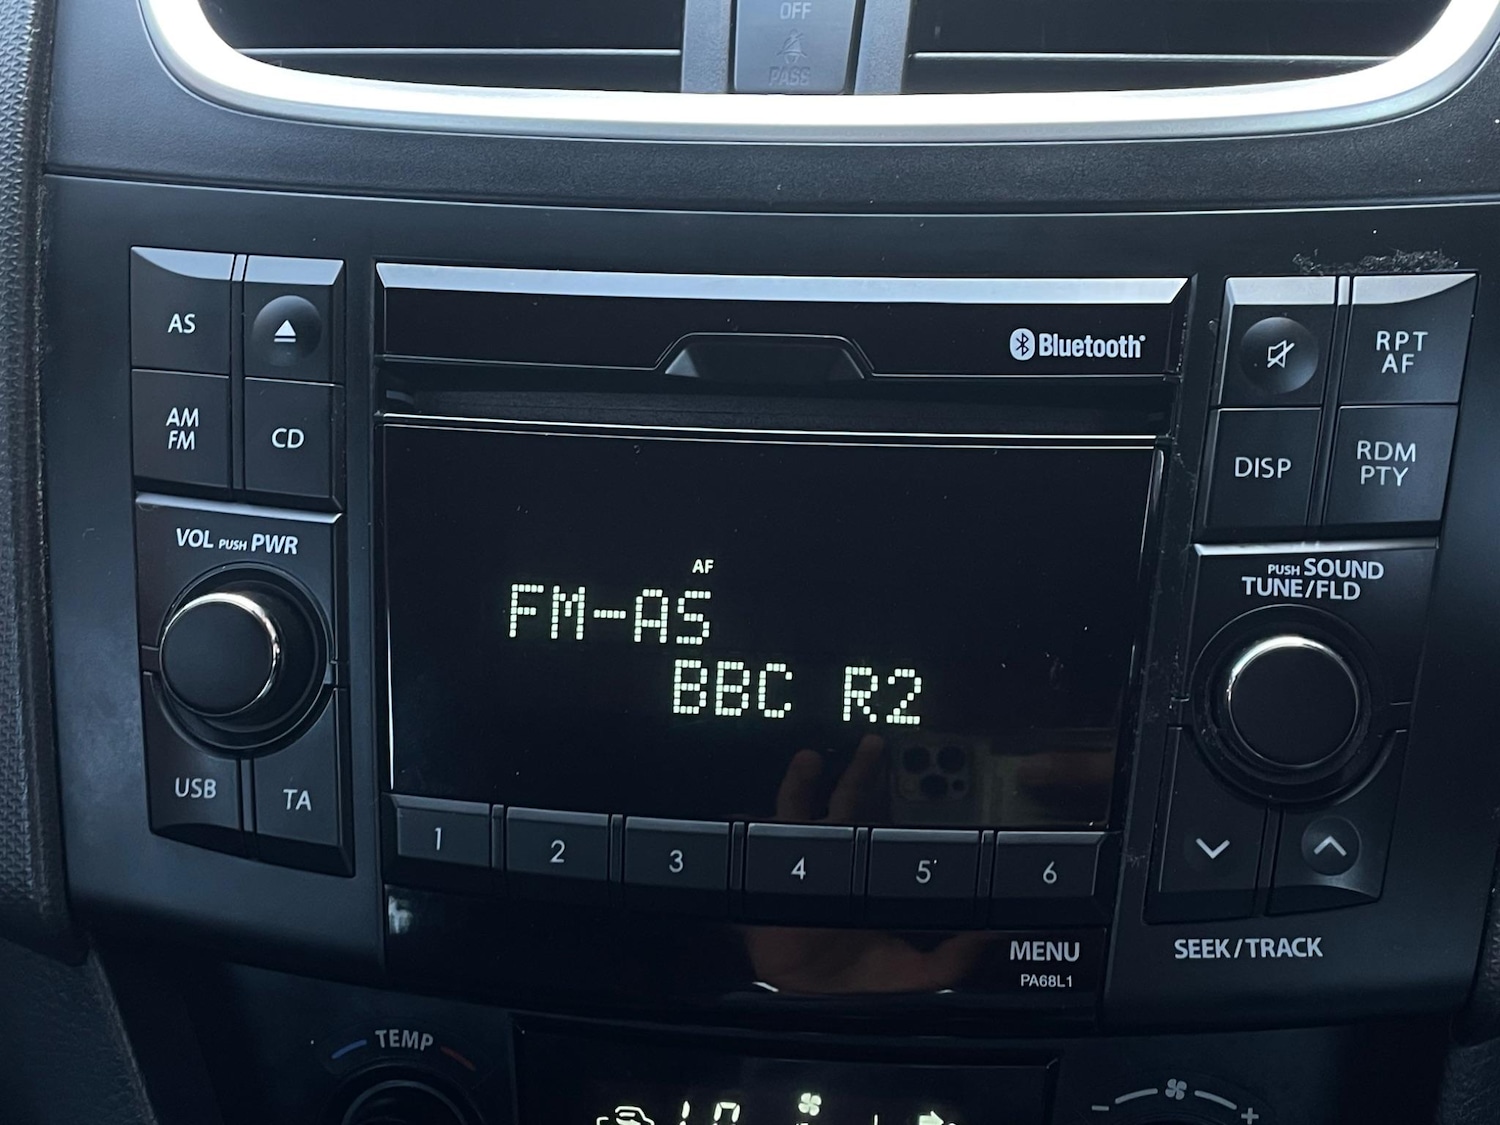 OFF
PASS
AS
AM
FM
CD
Bluetooth
RPT
AF
DISP
RDM
PTY
VOL PUSH PWR
PUSH SOUND
TUNE/FLD
AF
FM-AS
BBC R2
USB
TA
1
2
3
4
5
6
MENU
PA68L1
SEEK/TRACK
TEMP
- +